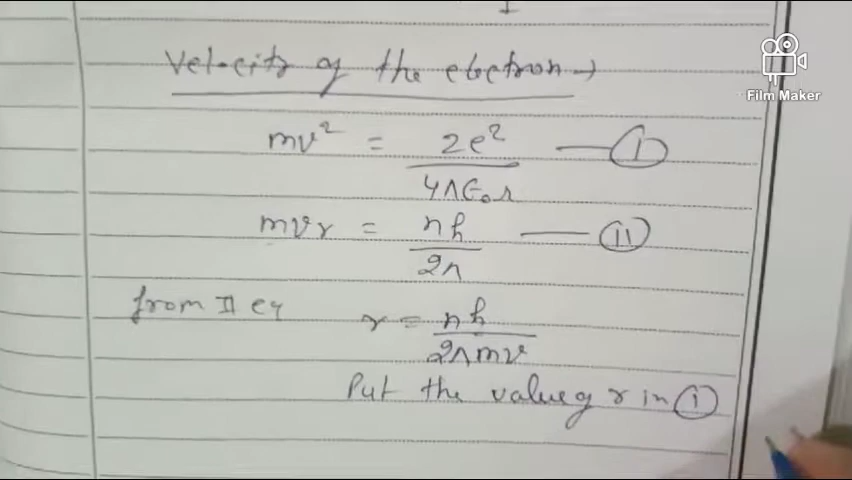 Velocity of the electron →
Film Maker
mv² = Ze²/4πε₀r — I
mvr = nh/2π — II
from II eq r = nh/2πmv
Put the value of r in I